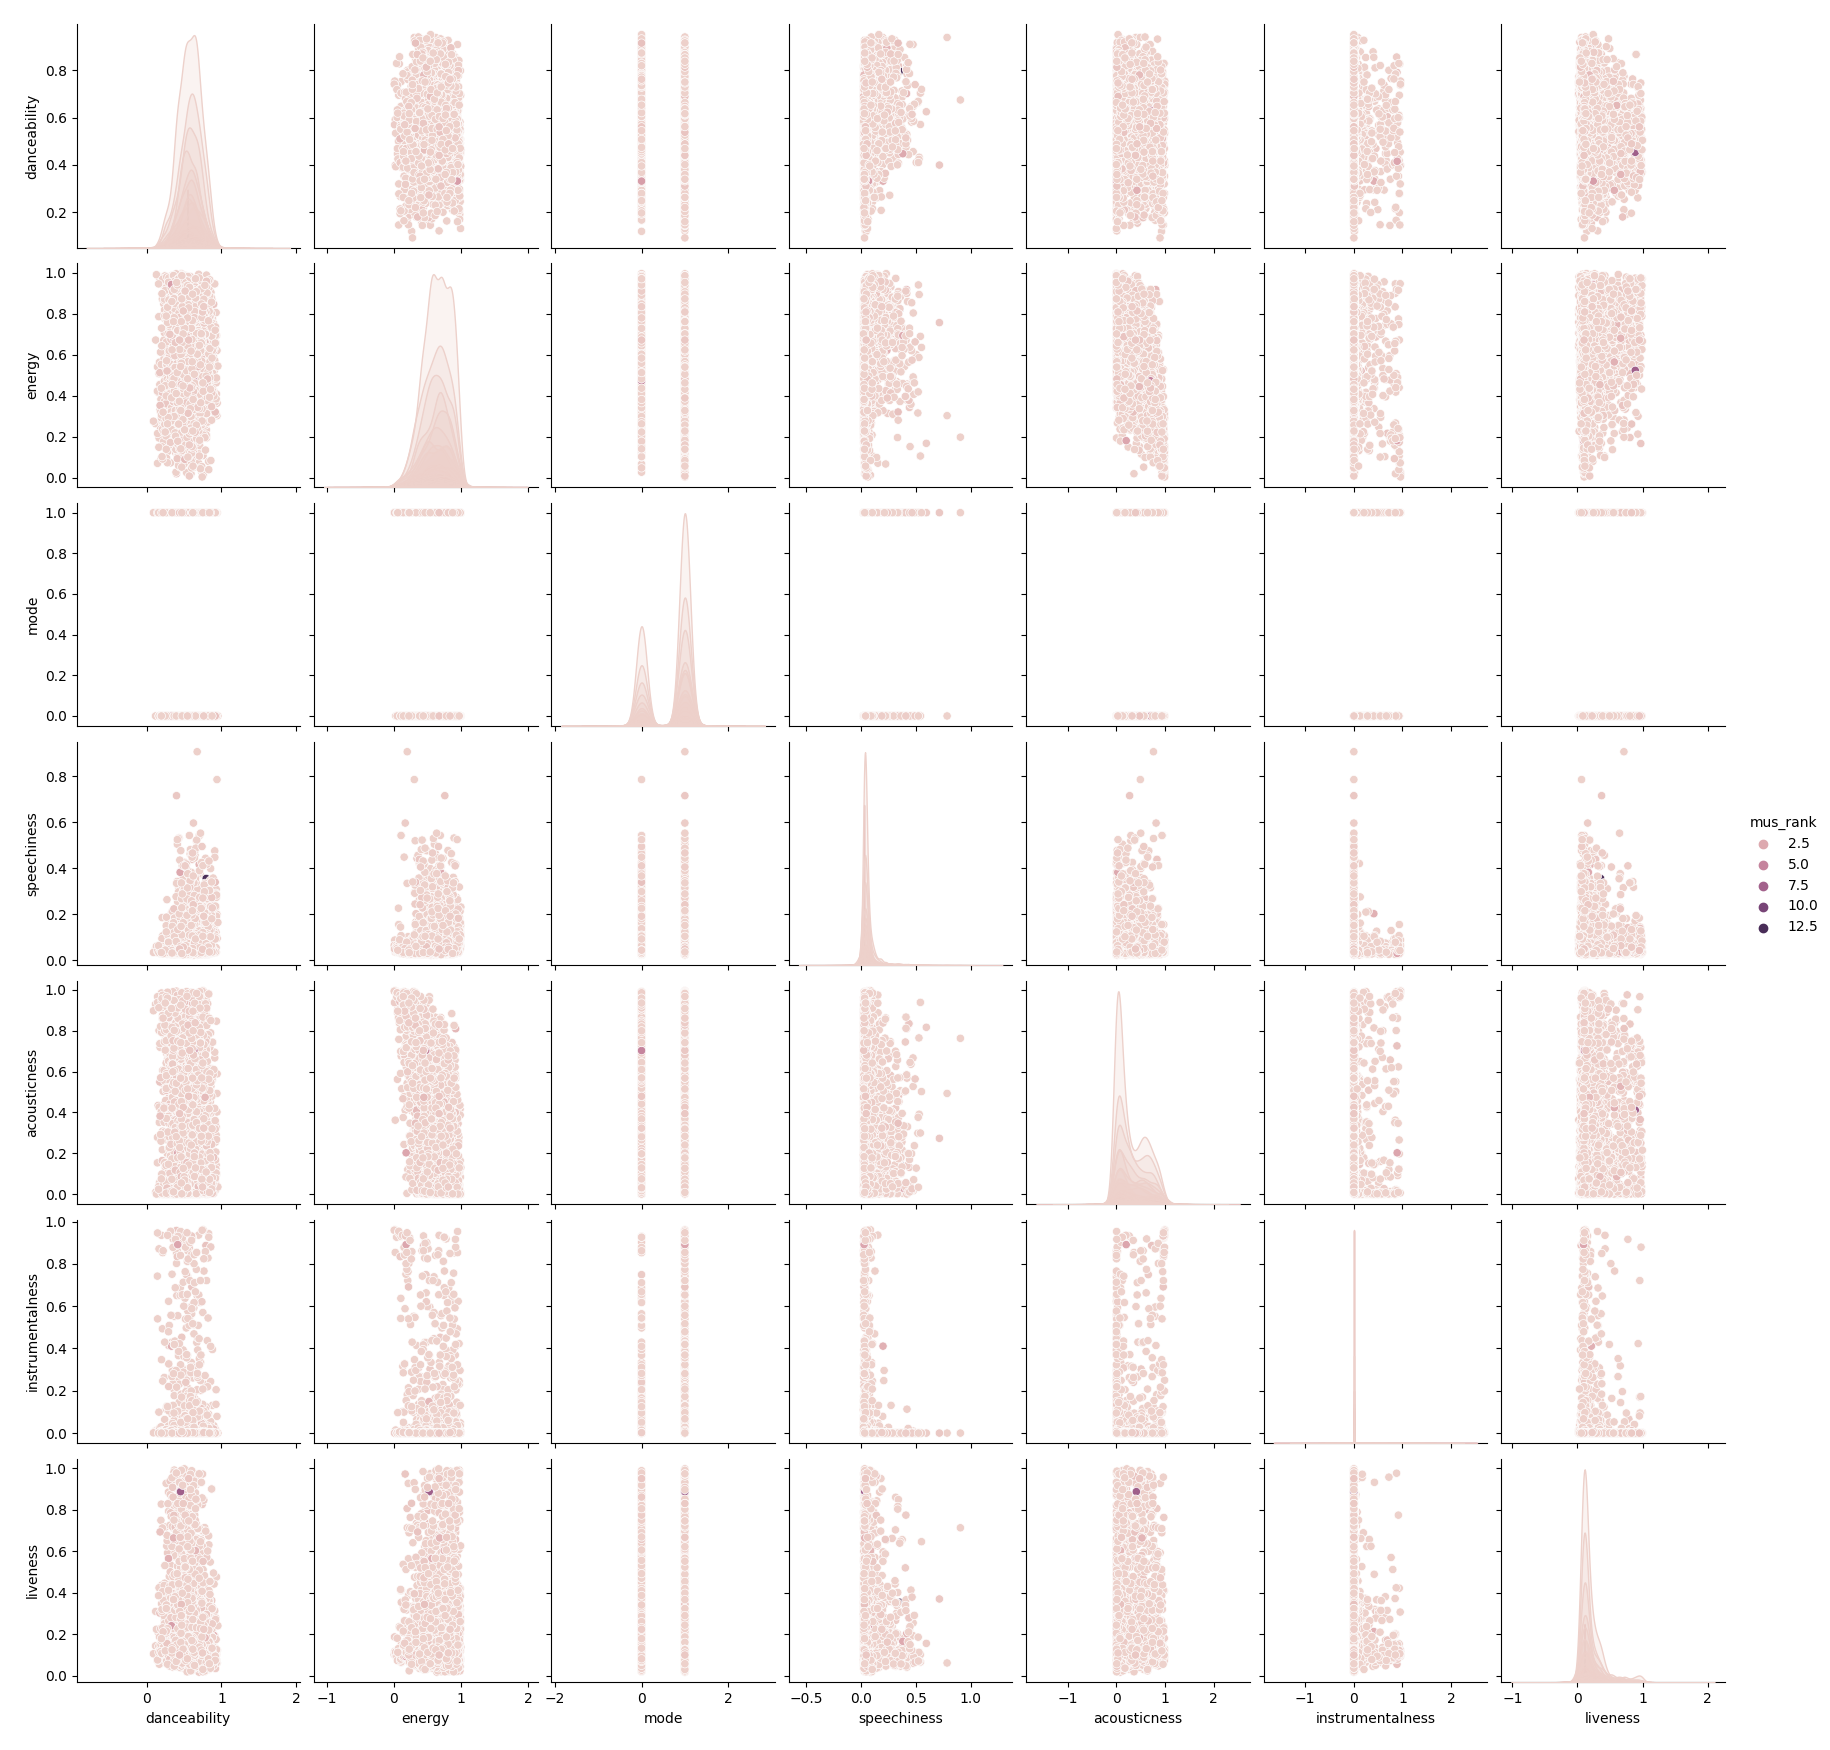 danceability
0.8
0.6
0.4
0.2
energy
1.0
0.8
0.6
0.4
0.2
0.0
mode
1.0
0.8
0.6
0.4
0.2
0.0
speechiness
0.8
0.6
0.4
0.2
0.0
mus_rank
2.5
5.0
7.5
10.0
12.5
acousticness
1.0
0.8
0.6
0.4
0.2
0.0
instrumentalness
1.0
0.8
0.6
0.4
0.2
0.0
liveness
1.0
0.8
0.6
0.4
0.2
0.0
0 1 2
−1 0 1 2
−2 0 2
−0.5 0.0 0.5 1.0
−1 0 1 2
−1 0 1 2
−1 0 1 2
danceability energy mode speechiness acousticness instrumentalness liveness